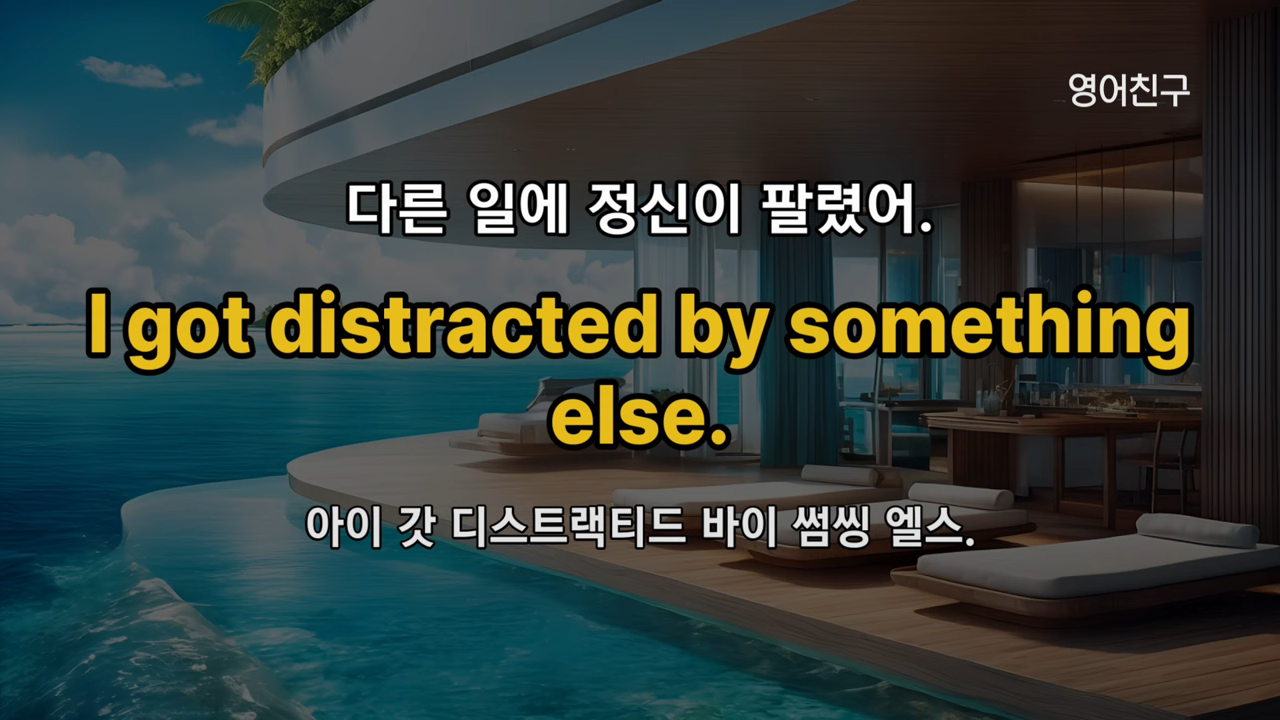 영어친구
다른 일에 정신이 팔렸어.
I got distracted by something
else.
아이 갓 디스트랙티드 바이 썸씽 엘스.